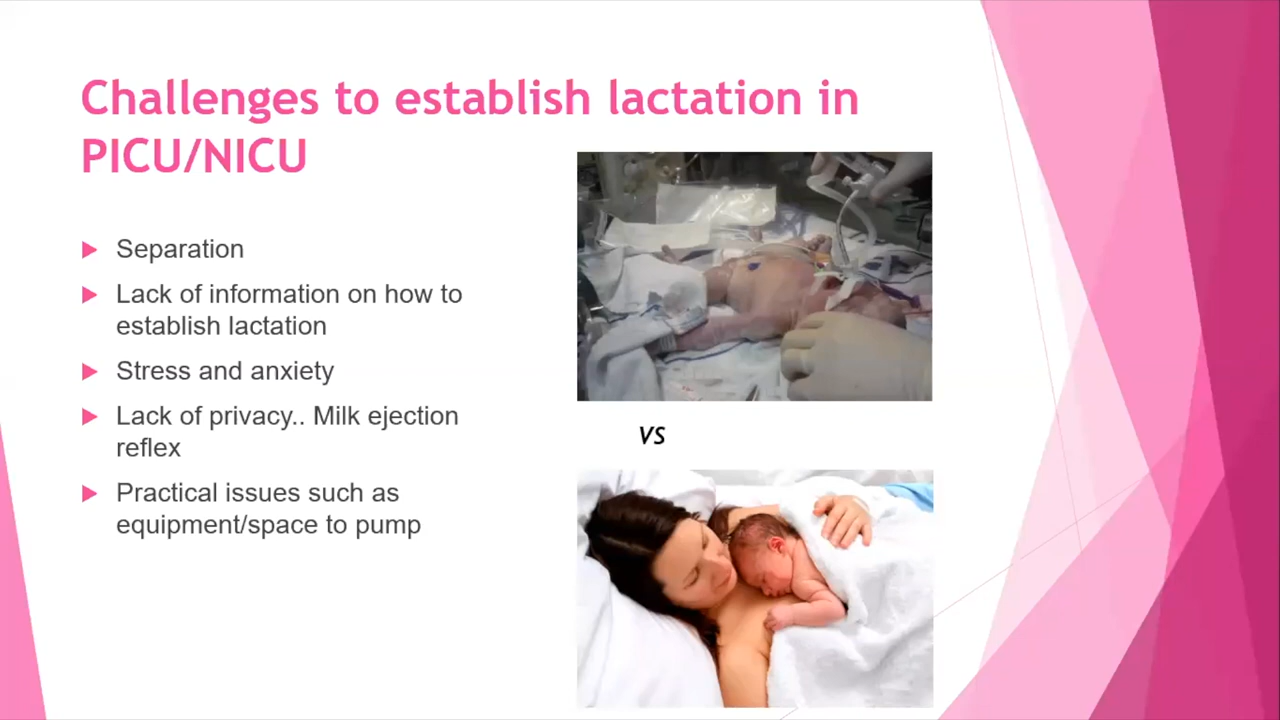 Challenges to establish lactation in
PICU/NICU
Separation
Lack of information on how to
establish lactation
Stress and anxiety
Lack of privacy.. Milk ejection
reflex
Practical issues such as
equipment/space to pump
VS